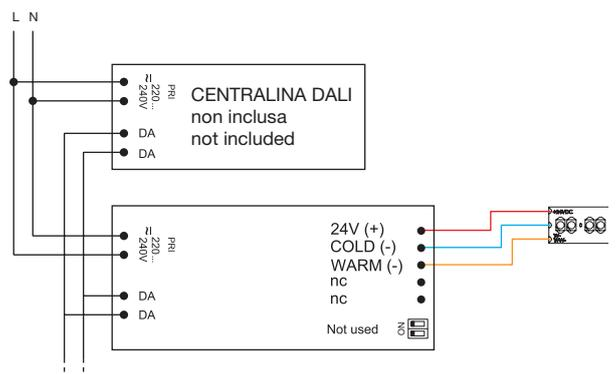 L N
≂ 220...
240V
PRI
CENTRALINA DALI
non inclusa
not included
DA
DA
≂ 220...
240V
PRI
24V (+)
COLD (-)
WARM (-)
nc
nc
DA
DA
Not used
ON
+24VDC